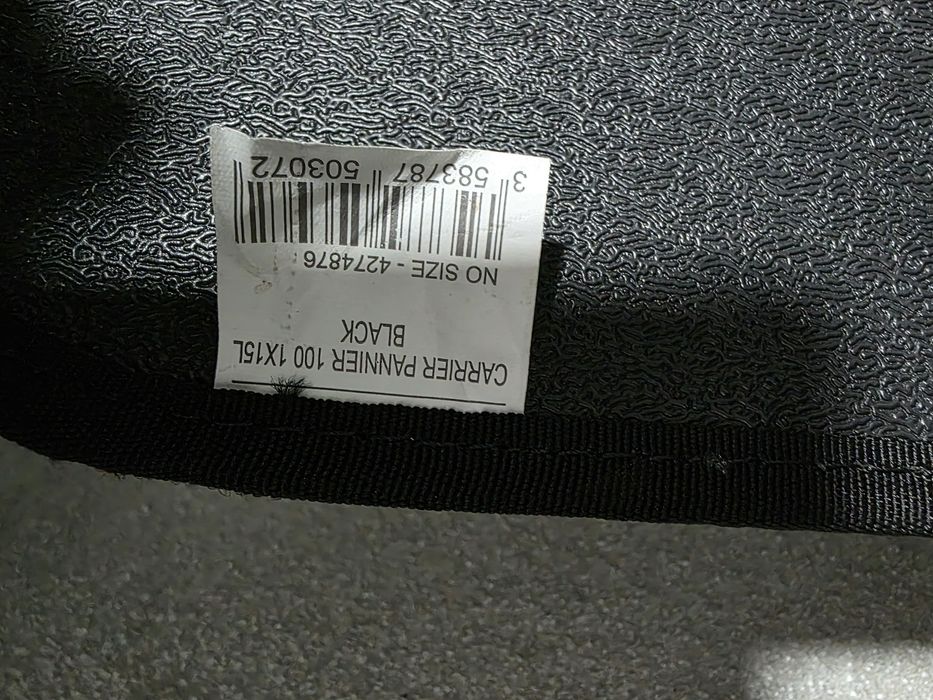 CARRIER PANNIER 100 1X15L
BLACK
NO SIZE - 4274876
3 583787 503072